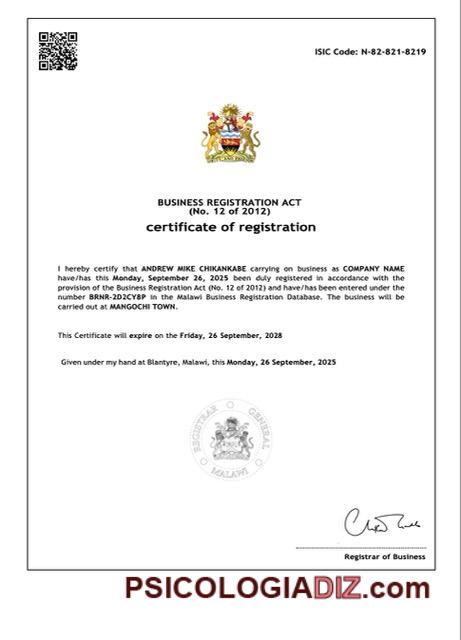 ISIC Code: N-82-821-8219
BUSINESS REGISTRATION ACT
(No. 12 of 2012)
certificate of registration
I hereby certify that ANDREW MIKE CHIKANKABE carrying on business as COMPANY NAME
have/has this Monday, September 26, 2025 been duly registered in accordance with the
provision of the Business Registration Act (No. 12 of 2012) and have/has been entered under the
number BRNR-2D2CY8P in the Malawi Business Registration Database. The business will be
carried out at MANGOCHI TOWN.
This Certificate will expire on the Friday, 26 September, 2028
Given under my hand at Blantyre, Malawi, this Monday, 26 September, 2025
REGISTRAR GENERAL
MALAWI
Registrar of Business
PSICOLOGIADIZ.com